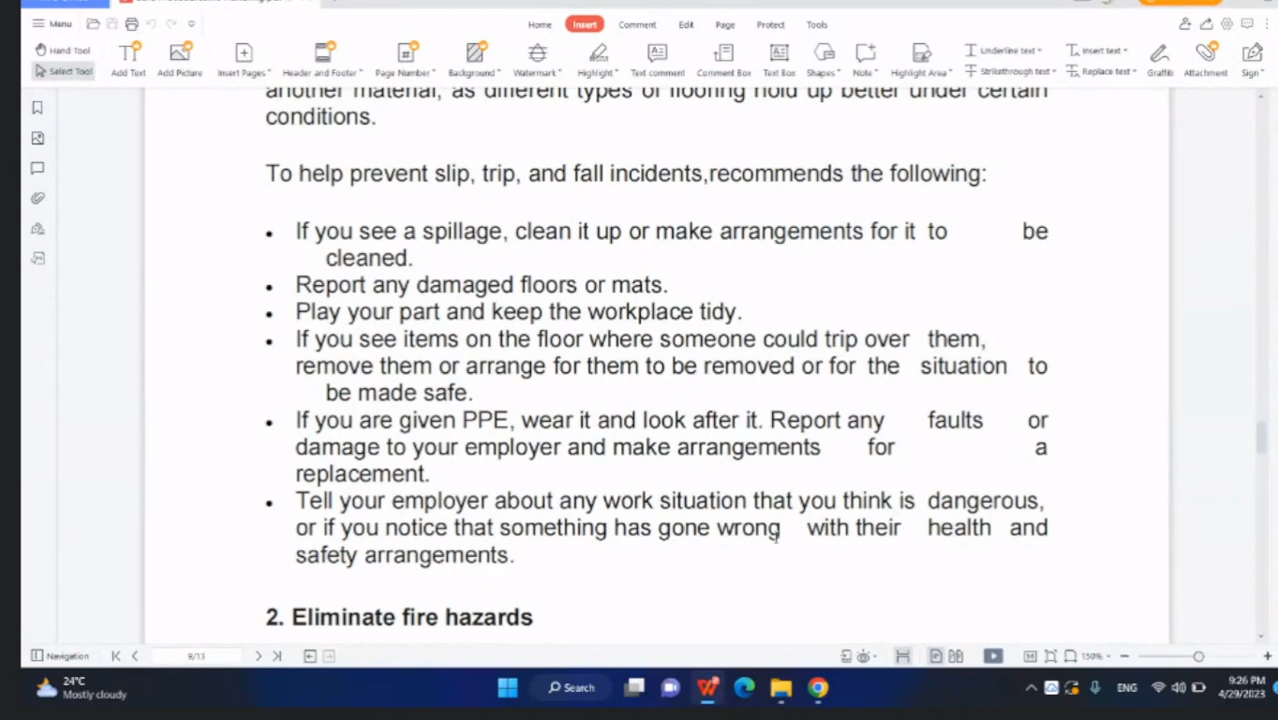 Menu
Home Insert Comment Edit Page Protect Tools
Hand Tool
Select Tool
Add Text Add Picture Insert Pages Header and Footer Page Number Background Watermark Highlight Text comment Comment Box Text Box Shapes Note Highlight Area
Underline text Insert text
Strikethrough text Replace text
Graffiti Attachment Sign
another material, as different types of flooring hold up better under certain
conditions.
To help prevent slip, trip, and fall incidents,recommends the following:
• If you see a spillage, clean it up or make arrangements for it to be
cleaned.
• Report any damaged floors or mats.
• Play your part and keep the workplace tidy.
• If you see items on the floor where someone could trip over them,
remove them or arrange for them to be removed or for the situation to
be made safe.
• If you are given PPE, wear it and look after it. Report any faults or
damage to your employer and make arrangements for a
replacement.
• Tell your employer about any work situation that you think is dangerous,
or if you notice that something has gone wrong with their health and
safety arrangements.
2. Eliminate fire hazards
Navigation 9/13 150%
24°C
Mostly cloudy
Search
ENG
9:26 PM
4/29/2023